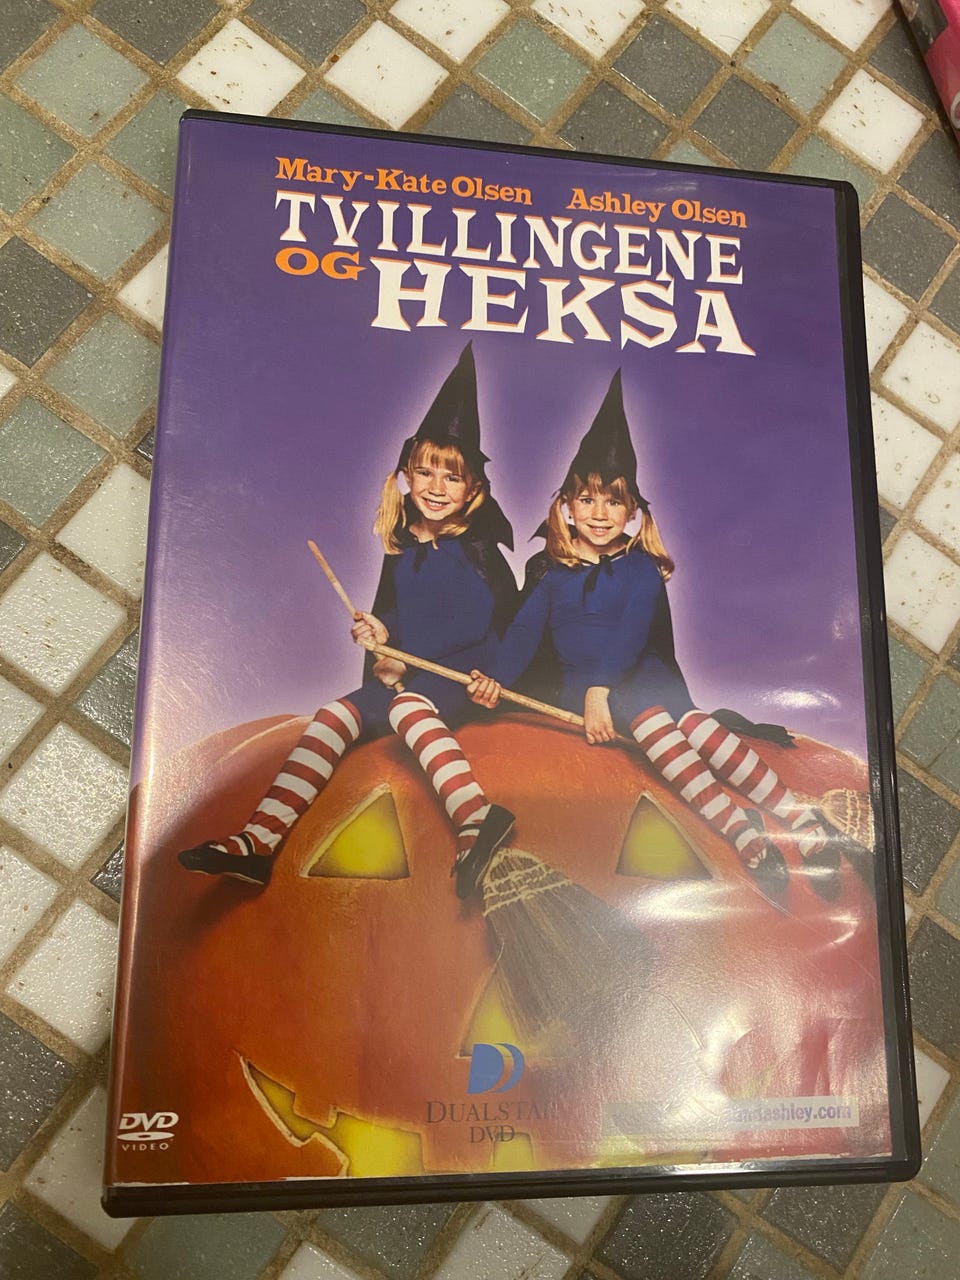 Mary-Kate Olsen Ashley Olsen
TVILLINGENE
OG HEKSA
DUALSTAR
DVD
DVD
VIDEO